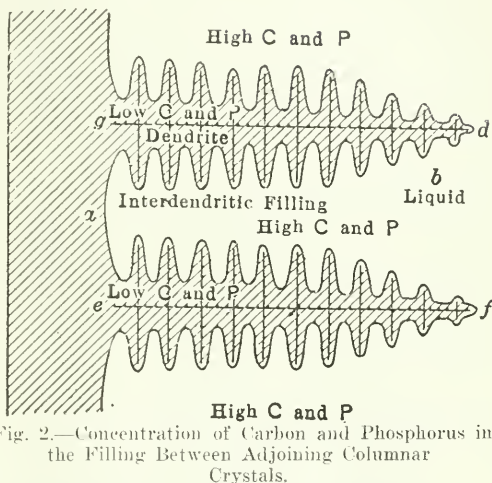 High C and P
g Low C and P d
Dendrite
b
Liquid
Interdendritic Filling
a
High C and P
Low C and P
e f
High C and P
Fig. 2.—Concentration of Carbon and Phosphorus in
the Filling Between Adjoining Columnar
Crystals.